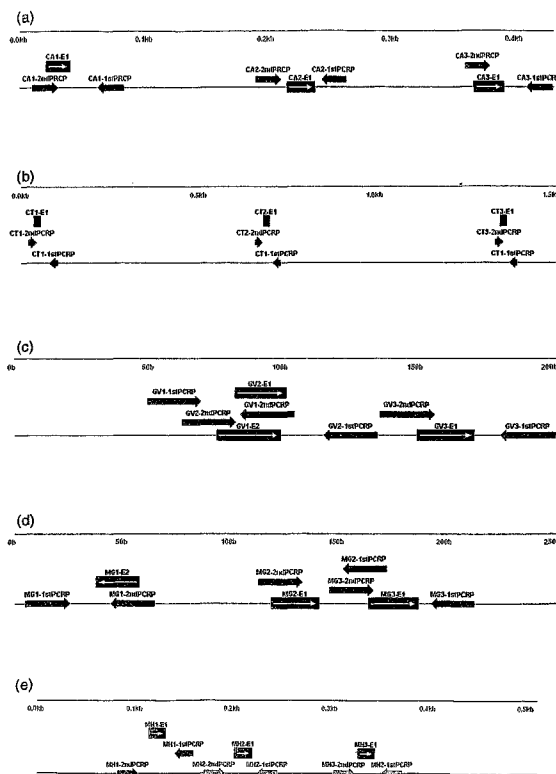 (a)
0.0kb 0.1kb 0.2kb 0.3kb 0.4kb
CA1-E1 CA2-2ndPRCP CA3-2ndPRCP
CA1-2ndPRCP CA1-1stPRCP CA2-E1 CA2-1stPCRP CA3-E1 CA3-1stPCRP
(b)
0.0kb 0.5kb 1.0kb 1.5kb
CT1-E1 CT2-E1 CT3-E1
CT1-2ndPCRP CT2-2ndPCRP CT3-2ndPCRP
CT1-1stPCRP CT1-1stPCRP CT1-1stPCRP
(c)
0b 50b 100b 150b 200b
GV2-E1
GV1-1stPCRP GV1-2ndPCRP GV3-2ndPCRP
GV2-2ndPCRP
GV1-E2 GV2-1stPCRP GV3-E1 GV3-1stPCRP
(d)
0b 50b 100b 150b 250b
MG2-1stPCRP
MG1-E2 MG2-2ndPCRP MG3-2ndPCRP
MG1-1stPCRP MG1-2ndPCRP MG2-E1 MG3-E1 MG3-1stPCRP
(e)
0.0kb 0.1kb 0.2kb 0.3kb 0.4kb 0.5kb
MH1-E1
MH1-1stPCRP MH2-E1 MH3-E1
MH1-2ndPCRP MH2-2ndPCRP MH2-1stPCRP MH3-2ndPCRP MH2-1stPCRP